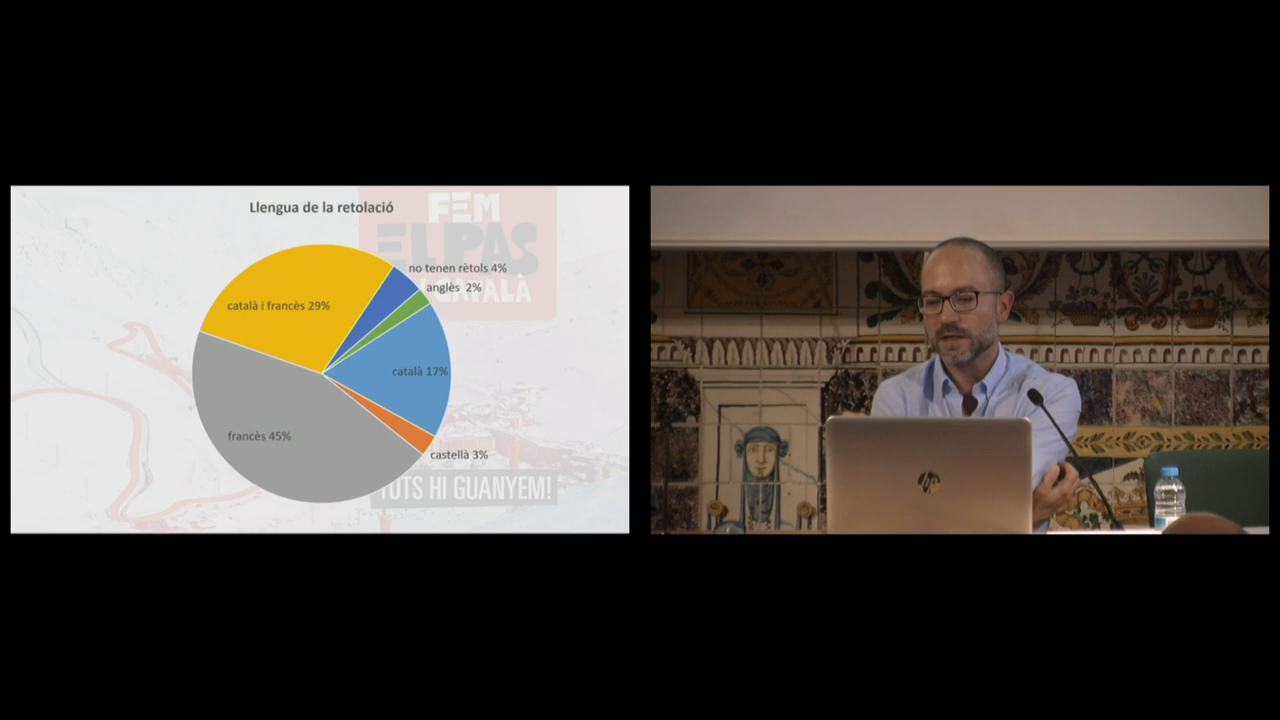 Llengua de la retolació
FEM
EL PAS
CATALÀ
no tenen rètols 4%
anglès 2%
català i francès 29%
català 17%
francès 45%
castellà 3%
TOTS HI GUANYEM!
hp